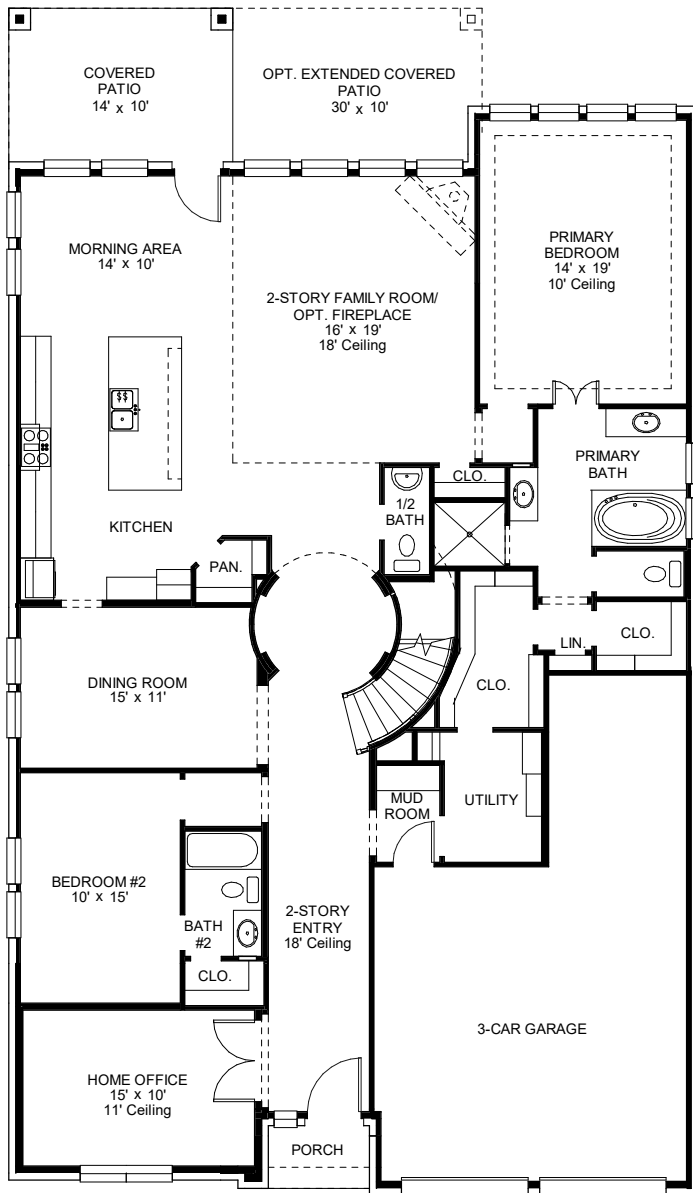 COVERED
PATIO
14' x 10'
OPT. EXTENDED COVERED
PATIO
30' x 10'
MORNING AREA
14' x 10'
2-STORY FAMILY ROOM/
OPT. FIREPLACE
16' x 19'
18' Ceiling
PRIMARY
BEDROOM
14' x 19'
10' Ceiling
PRIMARY
BATH
CLO.
1/2
BATH
KITCHEN
PAN.
DINING ROOM
15' x 11'
CLO.
LIN.
CLO.
MUD
ROOM
UTILITY
BEDROOM #2
10' x 15'
BATH
#2
CLO.
2-STORY
ENTRY
18' Ceiling
3-CAR GARAGE
HOME OFFICE
15' x 10'
11' Ceiling
PORCH